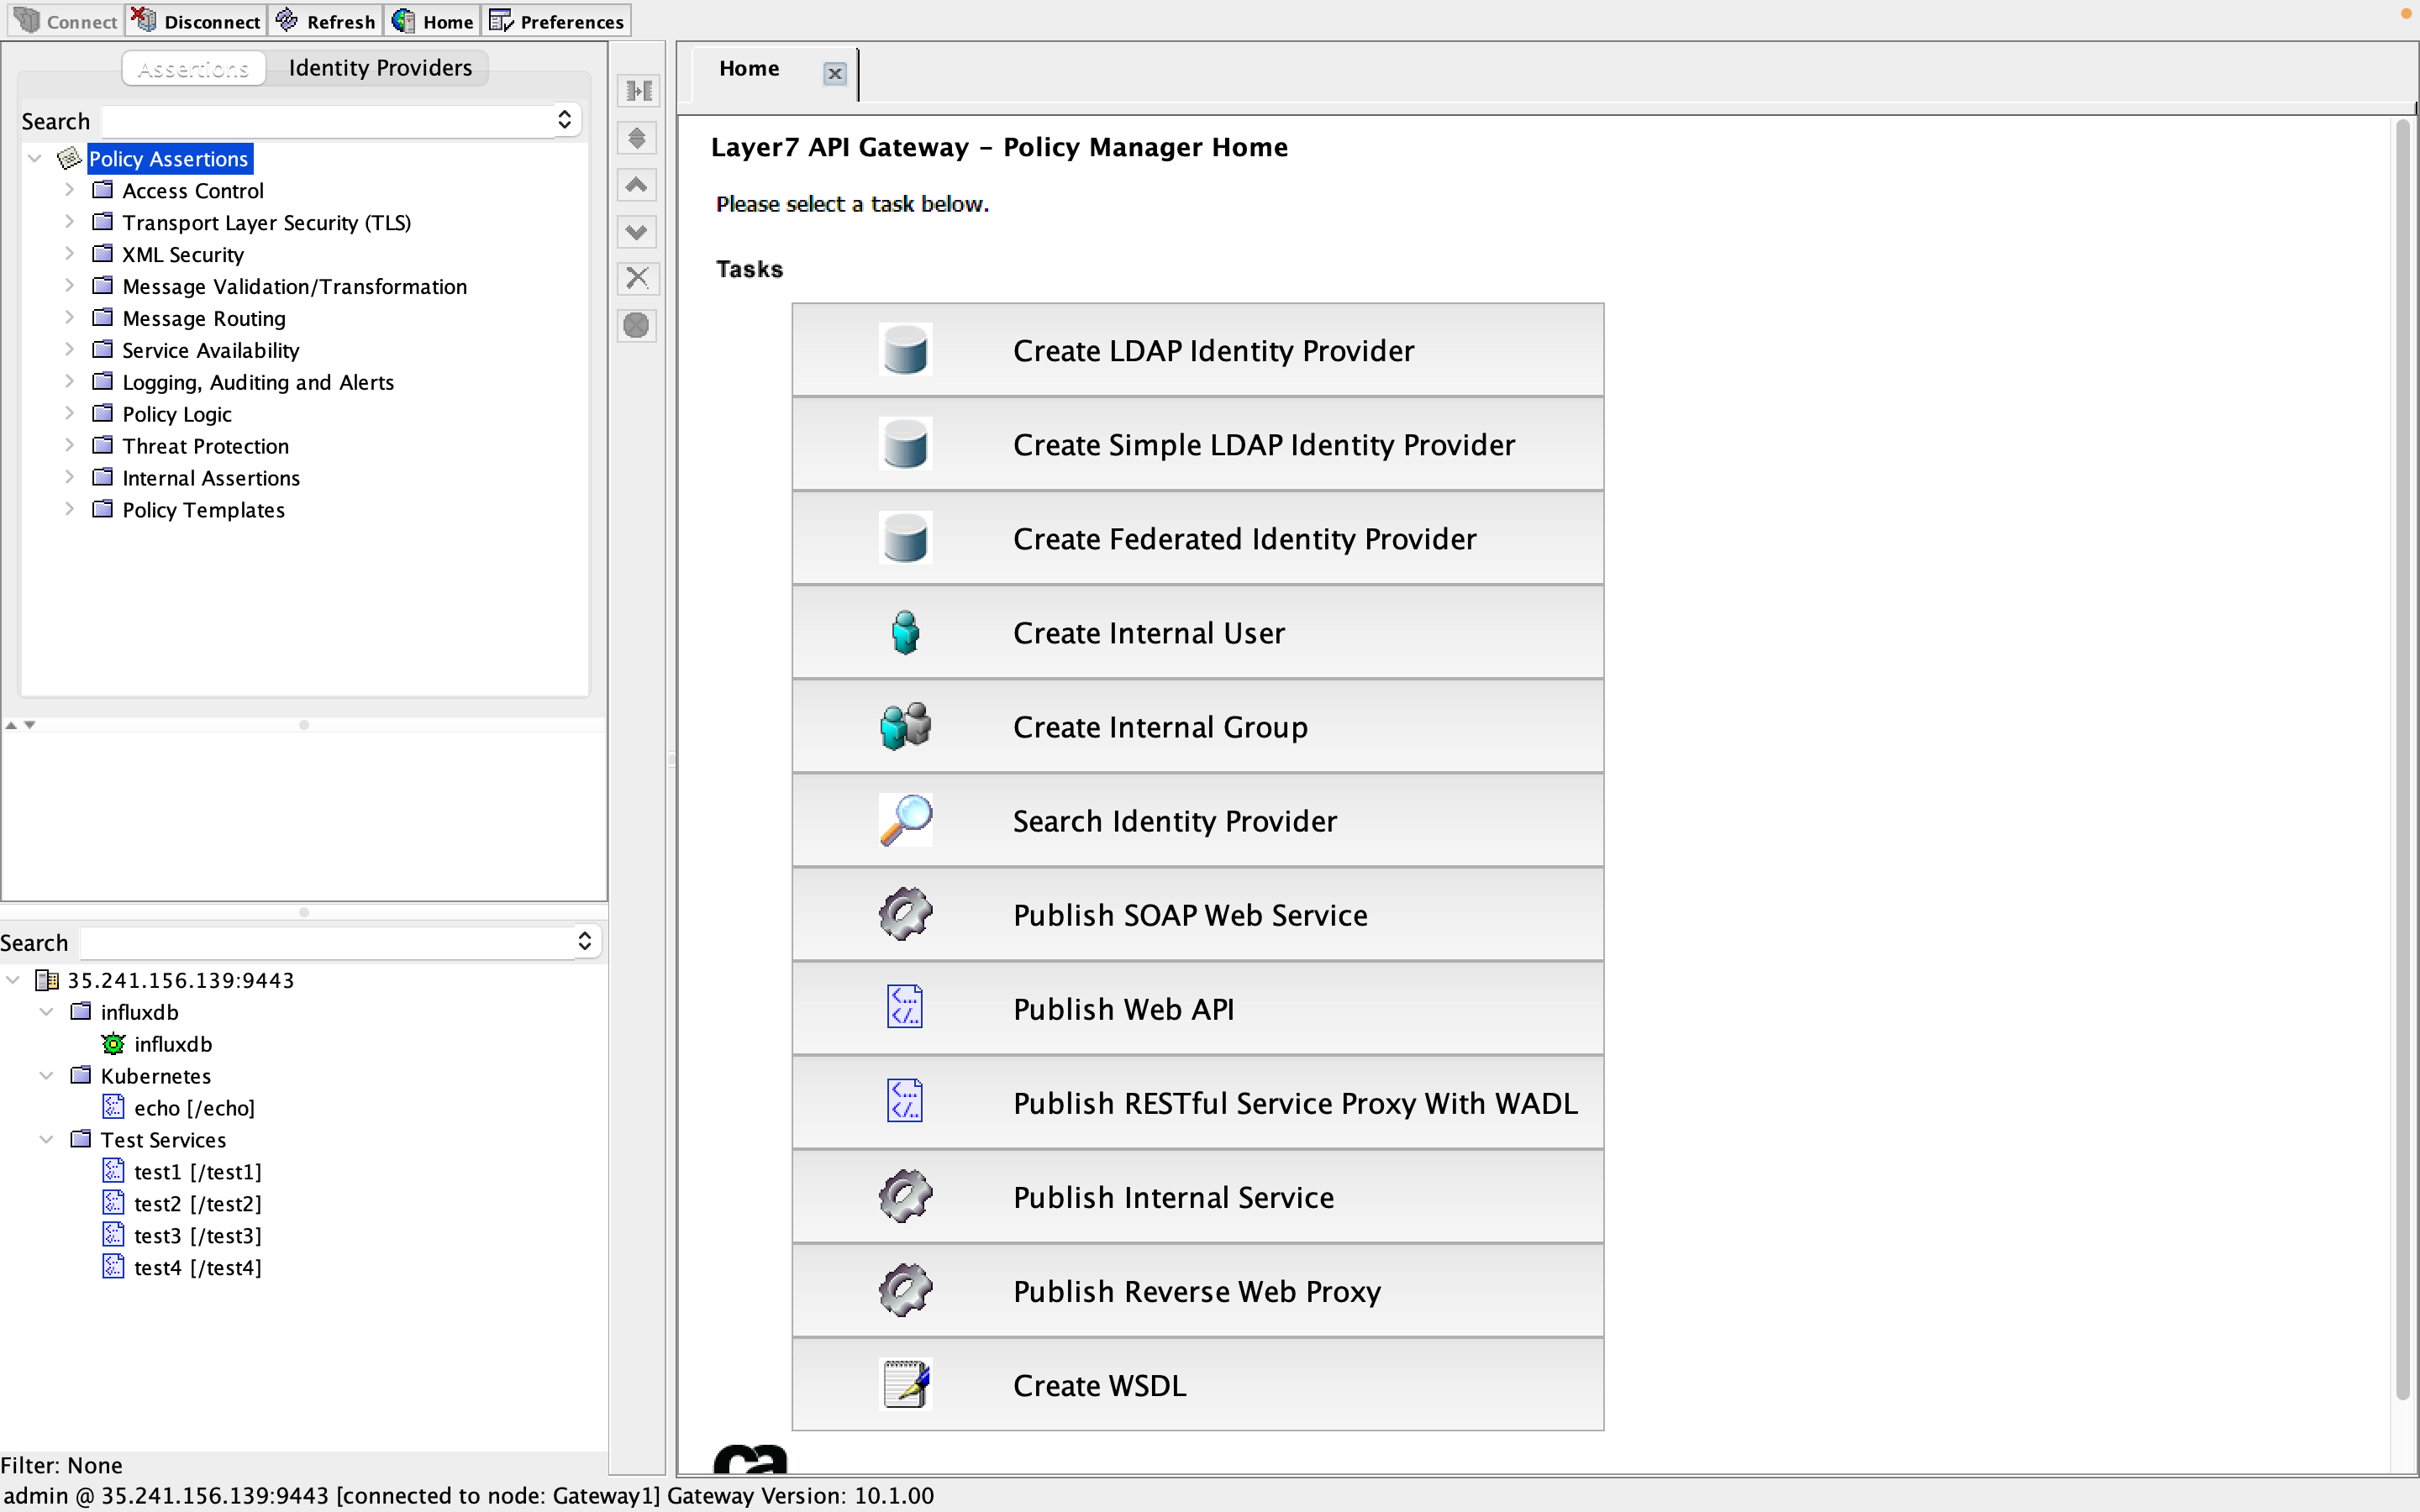 Connect Disconnect Refresh Home Preferences
Assertions Identity Providers
Search
Policy Assertions
Access Control
Transport Layer Security (TLS)
XML Security
Message Validation/Transformation
Message Routing
Service Availability
Logging, Auditing and Alerts
Policy Logic
Threat Protection
Internal Assertions
Policy Templates
Search
35.241.156.139:9443
influxdb
influxdb
Kubernetes
echo [/echo]
Test Services
test1 [/test1]
test2 [/test2]
test3 [/test3]
test4 [/test4]
Filter: None
Home
Layer7 API Gateway – Policy Manager Home
Please select a task below.
Tasks
Create LDAP Identity Provider
Create Simple LDAP Identity Provider
Create Federated Identity Provider
Create Internal User
Create Internal Group
Search Identity Provider
Publish SOAP Web Service
Publish Web API
Publish RESTful Service Proxy With WADL
Publish Internal Service
Publish Reverse Web Proxy
Create WSDL
ca
admin @ 35.241.156.139:9443 [connected to node: Gateway1] Gateway Version: 10.1.00